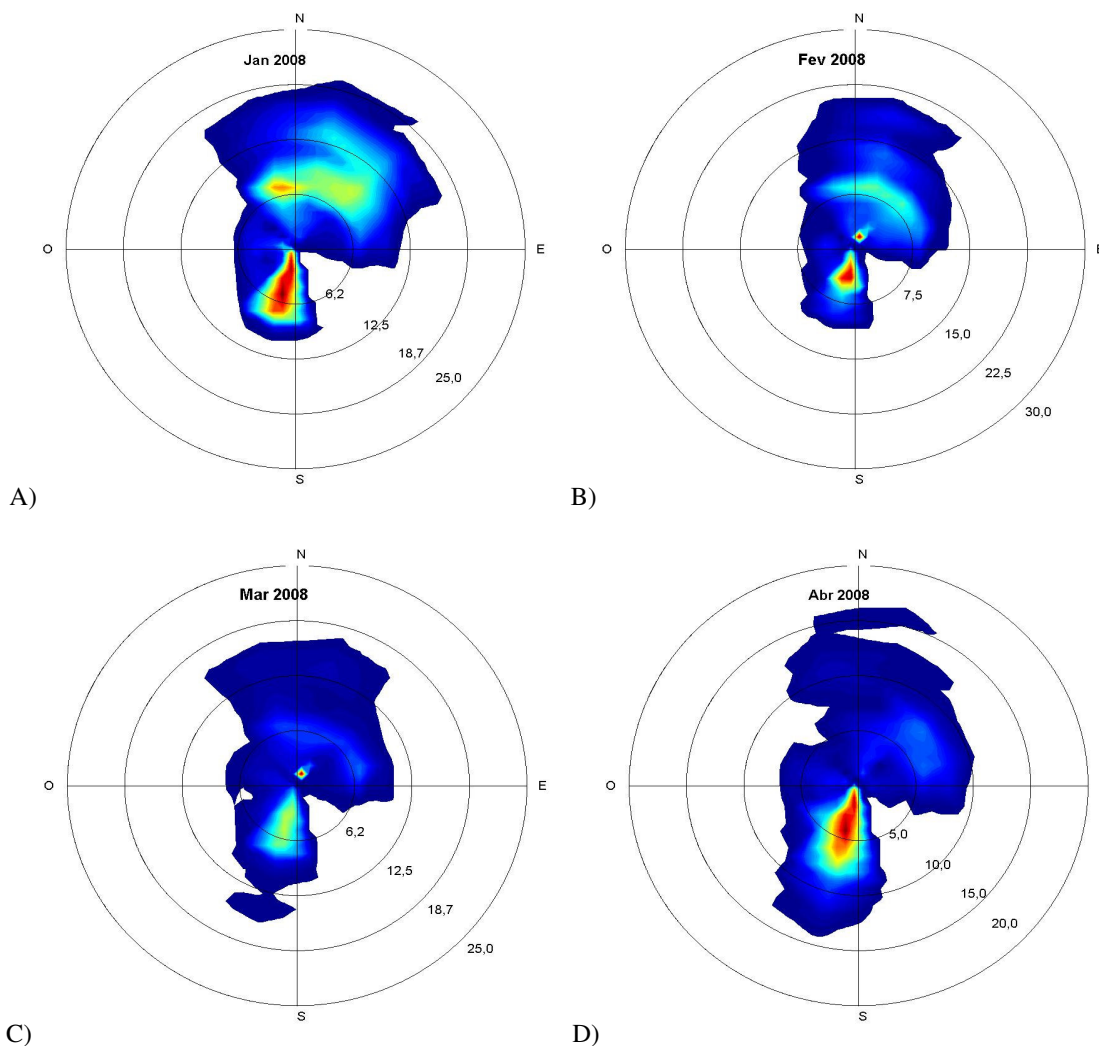 N
Jan 2008
O
E
6,2
12,5
18,7
25,0
S
A)
N
Fev 2008
O
E
7,5
15,0
22,5
30,0
S
B)
N
Mar 2008
O
E
6,2
12,5
18,7
25,0
S
C)
N
Abr 2008
O
E
5,0
10,0
15,0
20,0
S
D)